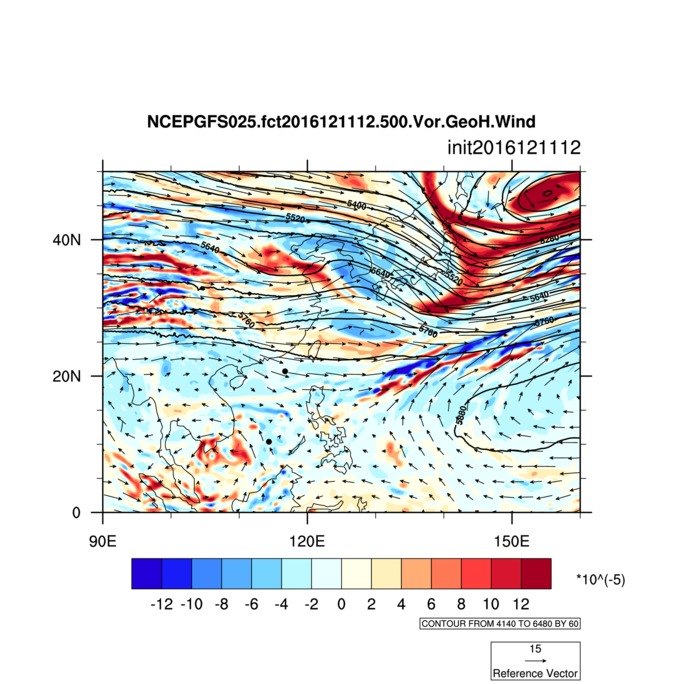 NCEPGFS025.fct2016121112.500.Vor.GeoH.Wind
init2016121112
5400
5520
5640
5280
40N
5640
5520
5640
5760
5760
5760
20N
5880
0
90E
120E
150E
-12 -10 -8 -6 -4 -2 0 2 4 6 8 10 12
*10^(-5)
CONTOUR FROM 4140 TO 6480 BY 60
15
Reference Vector